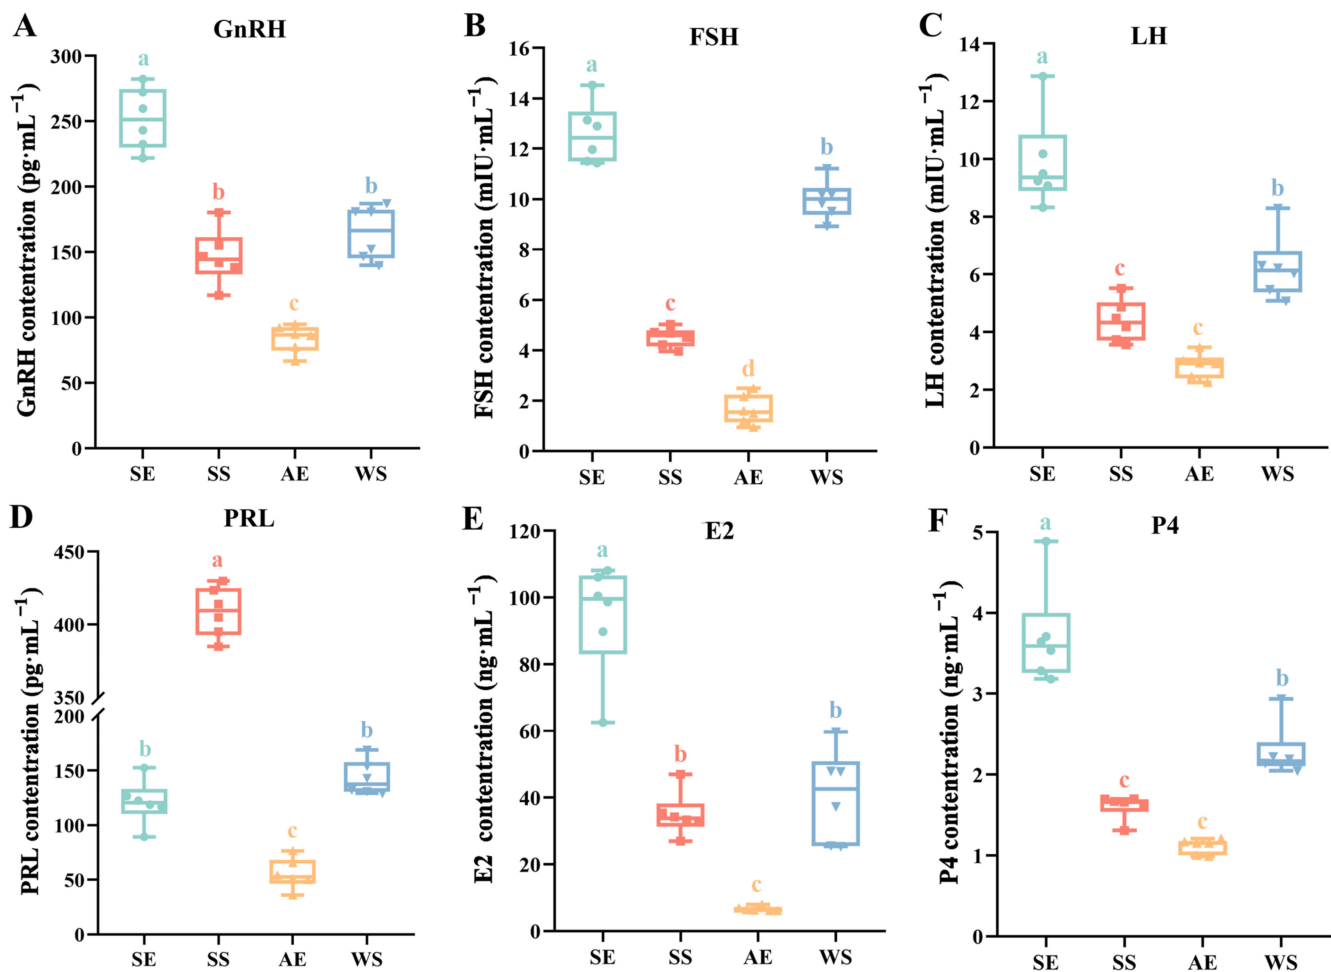 A GnRH
GnRH contentration (pg·mL⁻¹)
300
250
200
150
100
50
0
a
b
c
b
SE SS AE WS
B FSH
FSH contentration (mIU·mL⁻¹)
16
14
12
10
8
6
4
2
0
a
c
d
b
SE SS AE WS
C LH
LH contentration (mIU·mL⁻¹)
14
12
10
8
6
4
2
0
a
c
c
b
SE SS AE WS
D PRL
PRL contentration (pg·mL⁻¹)
450
400
350
200
150
100
50
0
b
a
c
b
SE SS AE WS
E E2
E2 contentration (ng·mL⁻¹)
120
100
80
60
40
20
0
a
b
c
b
SE SS AE WS
F P4
P4 contentration (ng·mL⁻¹)
5
4
3
2
1
0
a
c
c
b
SE SS AE WS